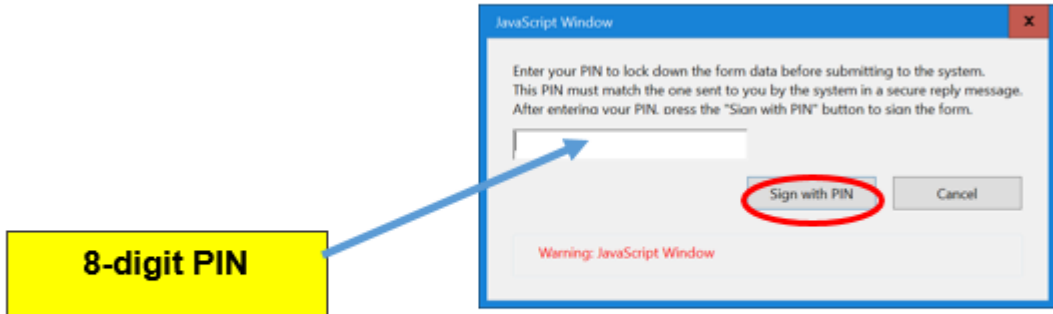 JavaScript Window
x
Enter your PIN to lock down the form data before submitting to the system.
This PIN must match the one sent to you by the system in a secure reply message.
After entering your PIN, press the "Sign with PIN" button to sign the form.
Sign with PIN
Cancel
8-digit PIN
Warning: JavaScript Window